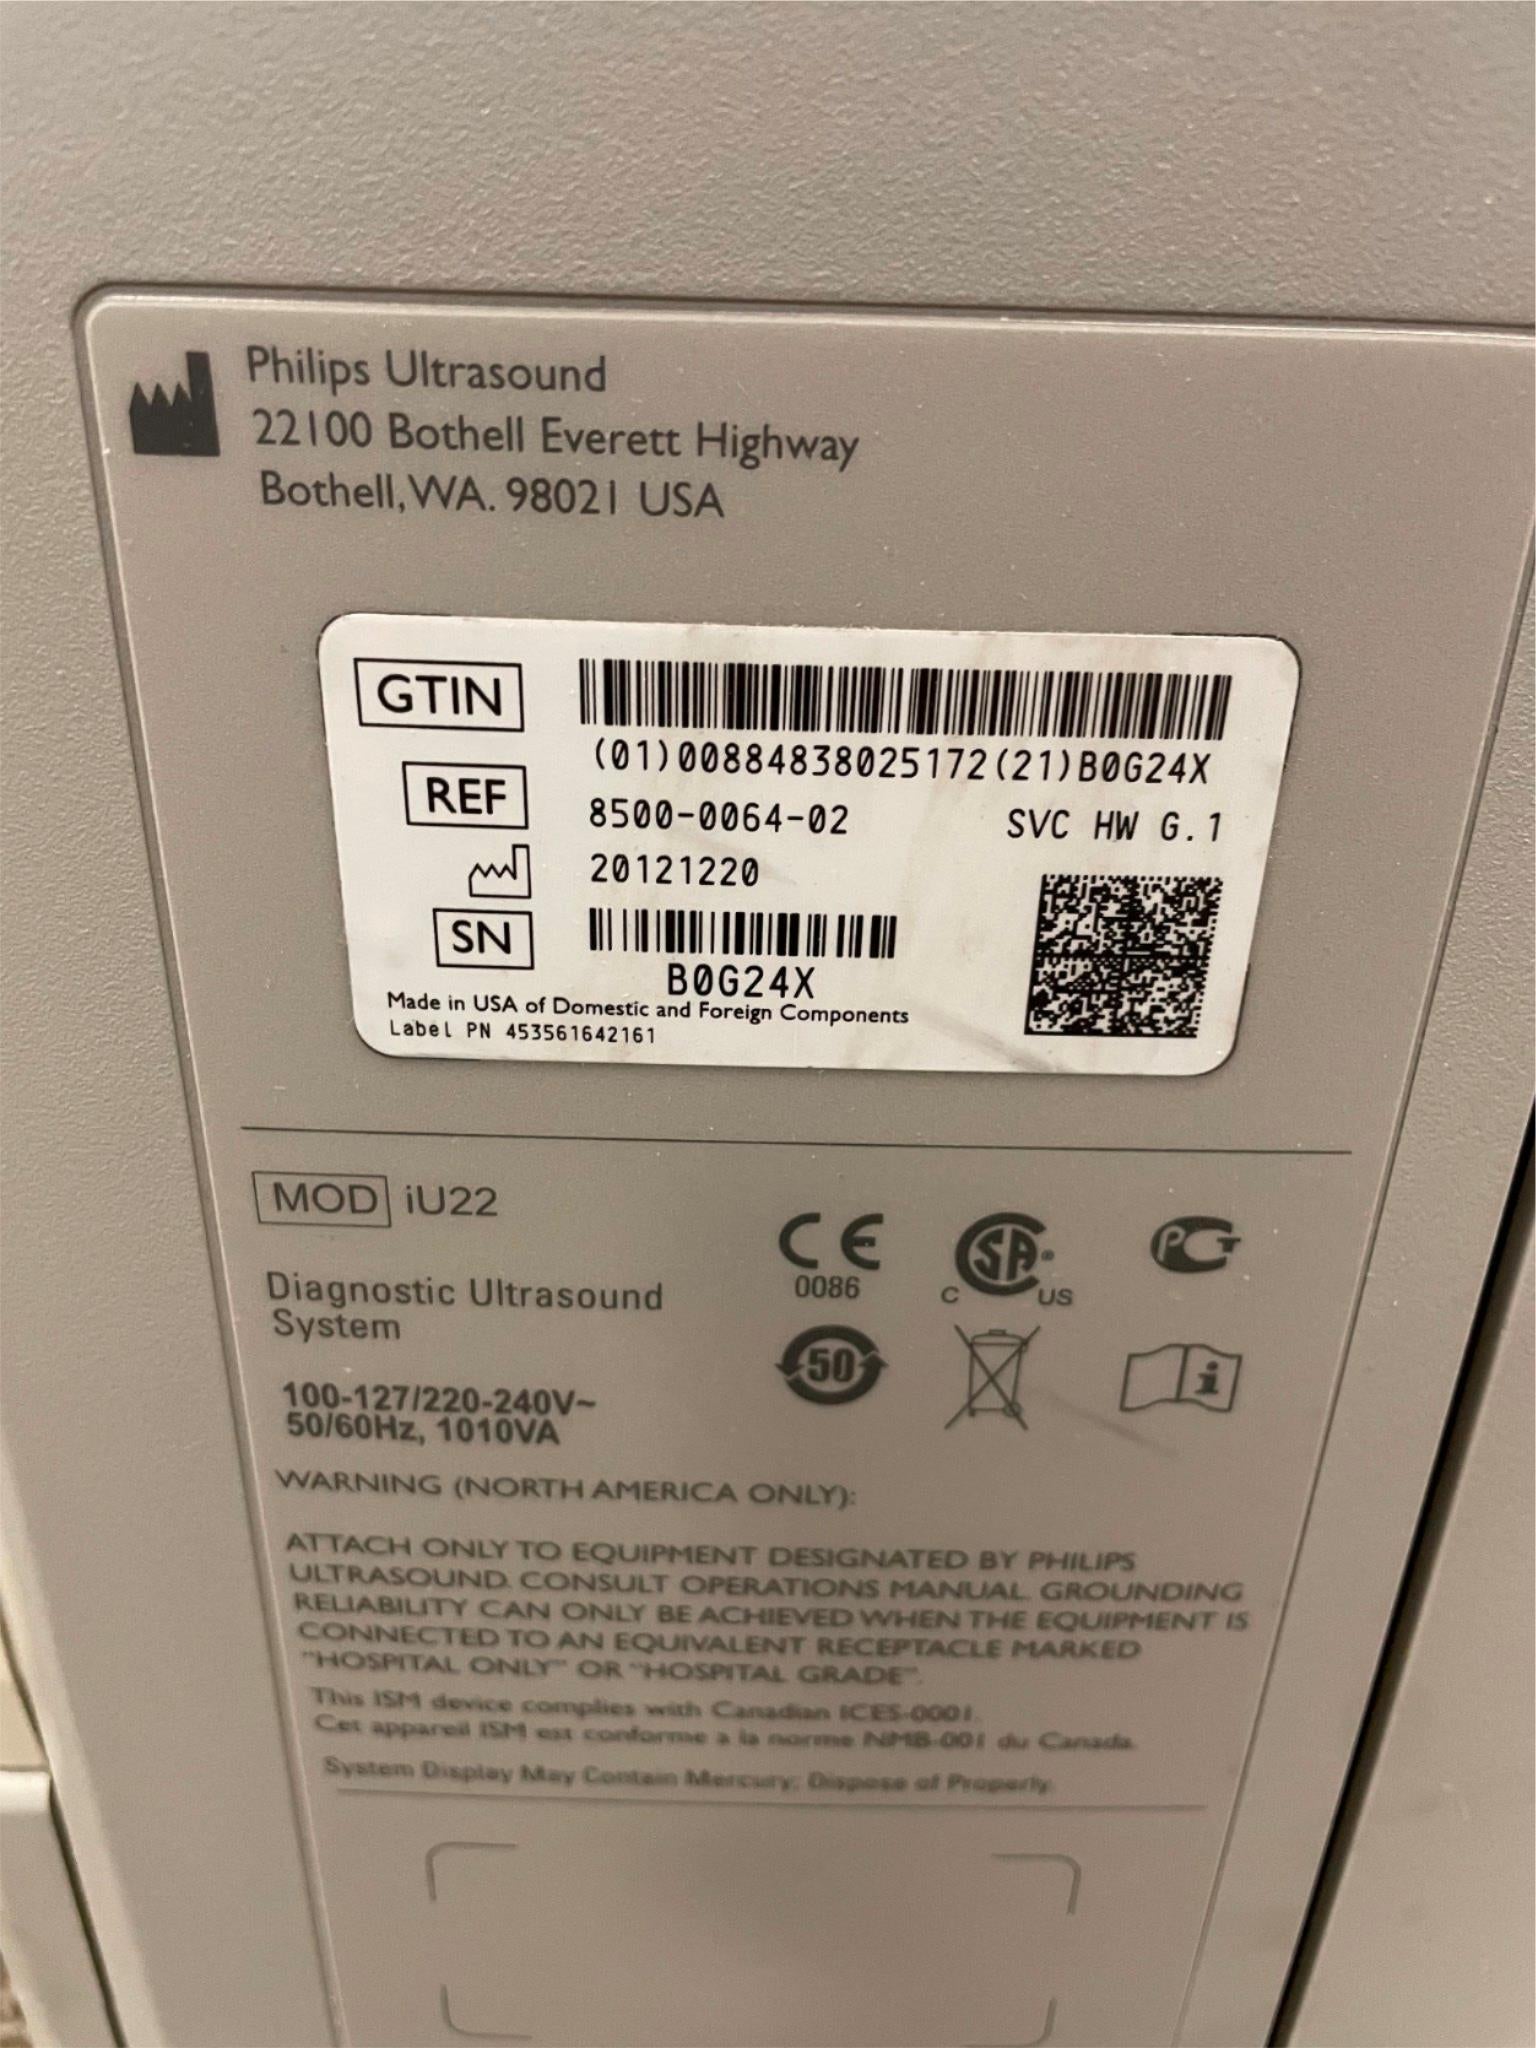 Philips Ultrasound
22100 Bothell Everett Highway
Bothell, WA. 98021 USA
GTIN
(01)00884838025172(21)B0G24X
REF 8500-0064-02 SVC HW G.1
20121220
SN
B0G24X
Made in USA of Domestic and Foreign Components
Label PN 453561642161
MOD iU22
Diagnostic Ultrasound
System
CE
0086
C SA® US
PCT
50
100-127/220-240V~
50/60Hz, 1010VA
WARNING (NORTH AMERICA ONLY):
ATTACH ONLY TO EQUIPMENT DESIGNATED BY PHILIPS
ULTRASOUND. CONSULT OPERATIONS MANUAL. GROUNDING
RELIABILITY CAN ONLY BE ACHIEVED WHEN THE EQUIPMENT IS
CONNECTED TO AN EQUIVALENT RECEPTACLE MARKED
"HOSPITAL ONLY" OR "HOSPITAL GRADE".
This ISM device complies with Canadian ICES-0001.
Cet appareil ISM est conforme a la norme NMB-001 du Canada.
System Display May Contain Mercury; Dispose of Properly.